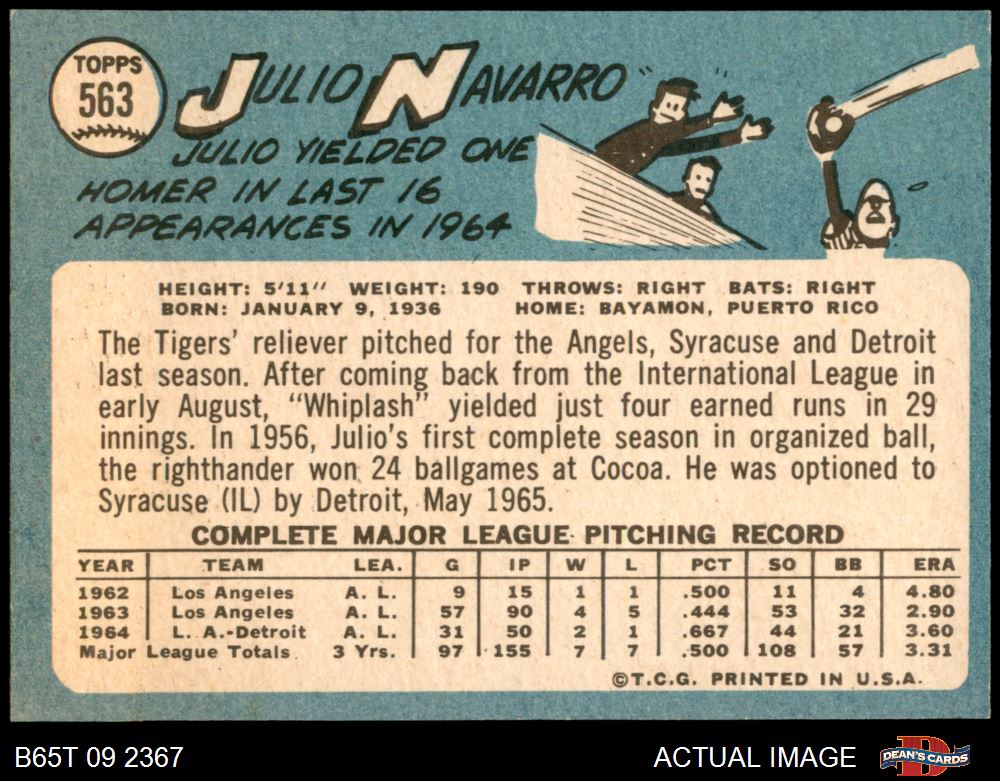 TOPPS
563
JULIO NAVARRO
JULIO YIELDED ONE
HOMER IN LAST 16
APPEARANCES IN 1964
HEIGHT: 5'11" WEIGHT: 190 THROWS: RIGHT BATS: RIGHT
BORN: JANUARY 9, 1936 HOME: BAYAMON, PUERTO RICO
The Tigers' reliever pitched for the Angels, Syracuse and Detroit
last season. After coming back from the International League in
early August, "Whiplash" yielded just four earned runs in 29
innings. In 1956, Julio's first complete season in organized ball,
the righthander won 24 ballgames at Cocoa. He was optioned to
Syracuse (IL) by Detroit, May 1965.
COMPLETE MAJOR LEAGUE PITCHING RECORD
YEAR TEAM LEA. G IP W L PCT SO BB ERA
1962 Los Angeles A. L. 9 15 1 1 .500 11 4 4.80
1963 Los Angeles A. L. 57 90 4 5 .444 53 32 2.90
1964 L. A.-Detroit A. L. 31 50 2 1 .667 44 21 3.60
Major League Totals 3 Yrs. 97 155 7 7 .500 108 57 3.31
©T.C.G. PRINTED IN U.S.A.
B65T 09 2367 ACTUAL IMAGE DEAN'S CARDS